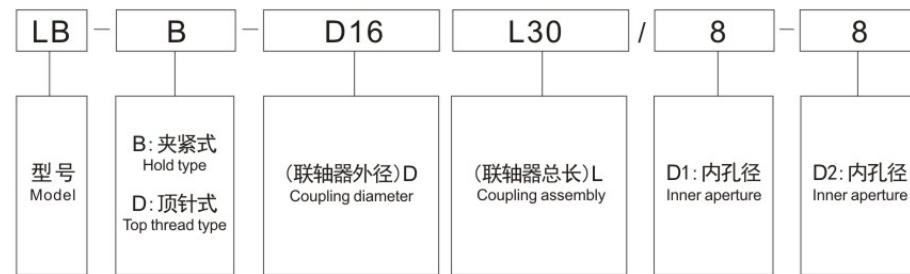 LB - B - D16 L30 / 8 - 8
型号
Model
B: 夹紧式
Hold type
D: 顶针式
Top thread type
(联轴器外径)D
Coupling diameter
(联轴器总长)L
Coupling assembly
D1: 内孔径
Inner aperture
D2: 内孔径
Inner aperture